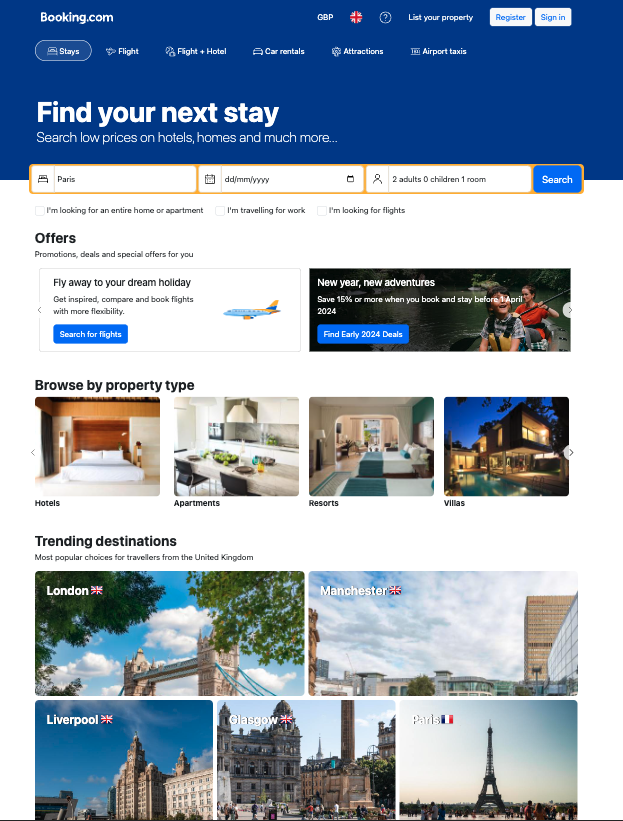 Booking.com
GBP
List your property
Register
Sign in
Stays
Flight
Flight + Hotel
Car rentals
Attractions
Airport taxis
Find your next stay
Search low prices on hotels, homes and much more...
Paris
dd/mm/yyyy
2 adults 0 children 1 room
Search
I'm looking for an entire home or apartment
I'm travelling for work
I'm looking for flights
Offers
Promotions, deals and special offers for you
Fly away to your dream holiday
Get inspired, compare and book flights
with more flexibility.
Search for flights
New year, new adventures
Save 15% or more when you book and stay before 1 April
2024
Find Early 2024 Deals
Browse by property type
Hotels
Apartments
Resorts
Villas
Trending destinations
Most popular choices for travellers from the United Kingdom
London
Manchester
Liverpool
Glasgow
Paris